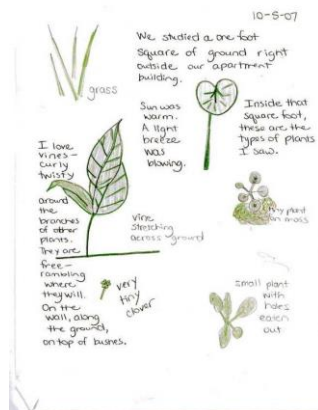 10-5-07
We studied a one foot
square of ground right
outside our apartment
building.
grass
Sun was
warm.
A light
breeze
was
blowing.
Inside that
square foot,
these are the
types of plants
I saw.
I love
vines-
curly
twisty
around
the
branches
of other
plants.
They are
free-
rambling
where
they will.
On the
wall, along
the ground,
on top of bushes.
vine
stretching
across ground
tiny plant
on moss
very
tiny
clover
small plant
with
holes
eaten
out